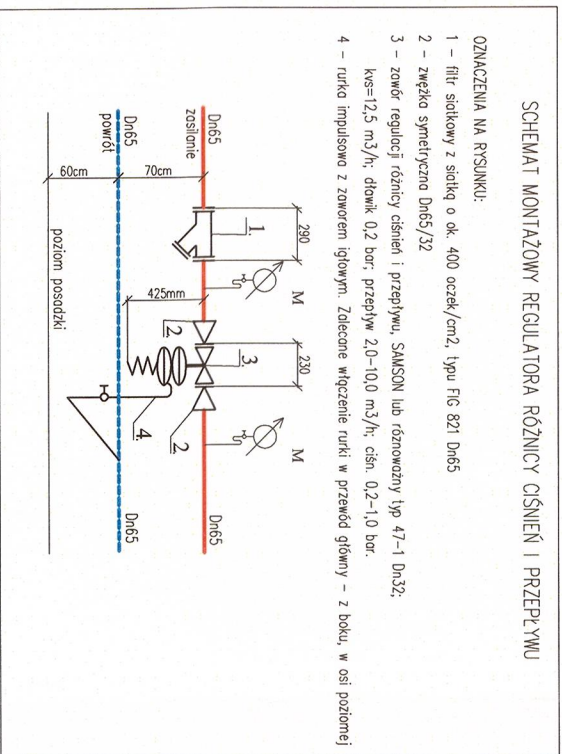 SCHEMAT MONTAŻOWY REGULATORA RÓŻNICY CIŚNIEŃ I PRZEPŁYWU
OZNACZENIA NA RYSUNKU:
1 – filtr siatkowy z siatką o ok. 400 oczek/cm2, typu FIG 821 Dn65
2 – zwężka symetryczna Dn65/32
3 – zawór regulacji różnicy ciśnień i przepływu, SAMSON lub róznoważny typ 47–1 Dn32;
kvs=12,5 m3/h; dławik 0,2 bar; przepływ 2,0–10,0 m3/h; ciśn. 0,2–1,0 bar.
4 – rurka impulsowa z zaworem igłowym. Zalecane włączenie rurki w przewód główny – z boku, w osi poziomej
290
M
230
M
Dn65
zasilanie
1.
2.
3.
2
Dn65
70cm
425mm
4.
Dn65
powrót
Dn65
60cm
poziom posadzki